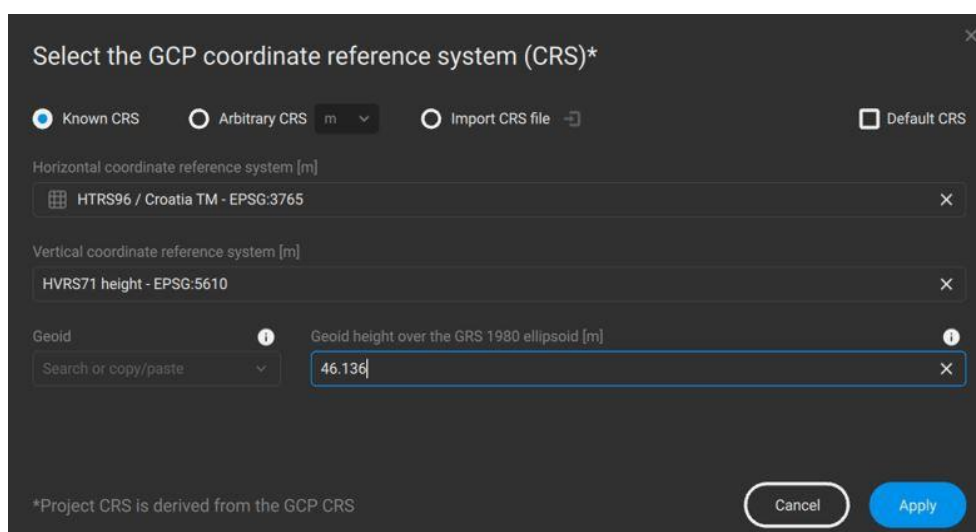 Select the GCP coordinate reference system (CRS)*
Known CRS Arbitrary CRS m Import CRS file Default CRS
Horizontal coordinate reference system [m]
HTRS96 / Croatia TM - EPSG:3765
Vertical coordinate reference system [m]
HVRS71 height - EPSG:5610
Geoid Geoid height over the GRS 1980 ellipsoid [m]
Search or copy/paste 46.136
*Project CRS is derived from the GCP CRS Cancel Apply